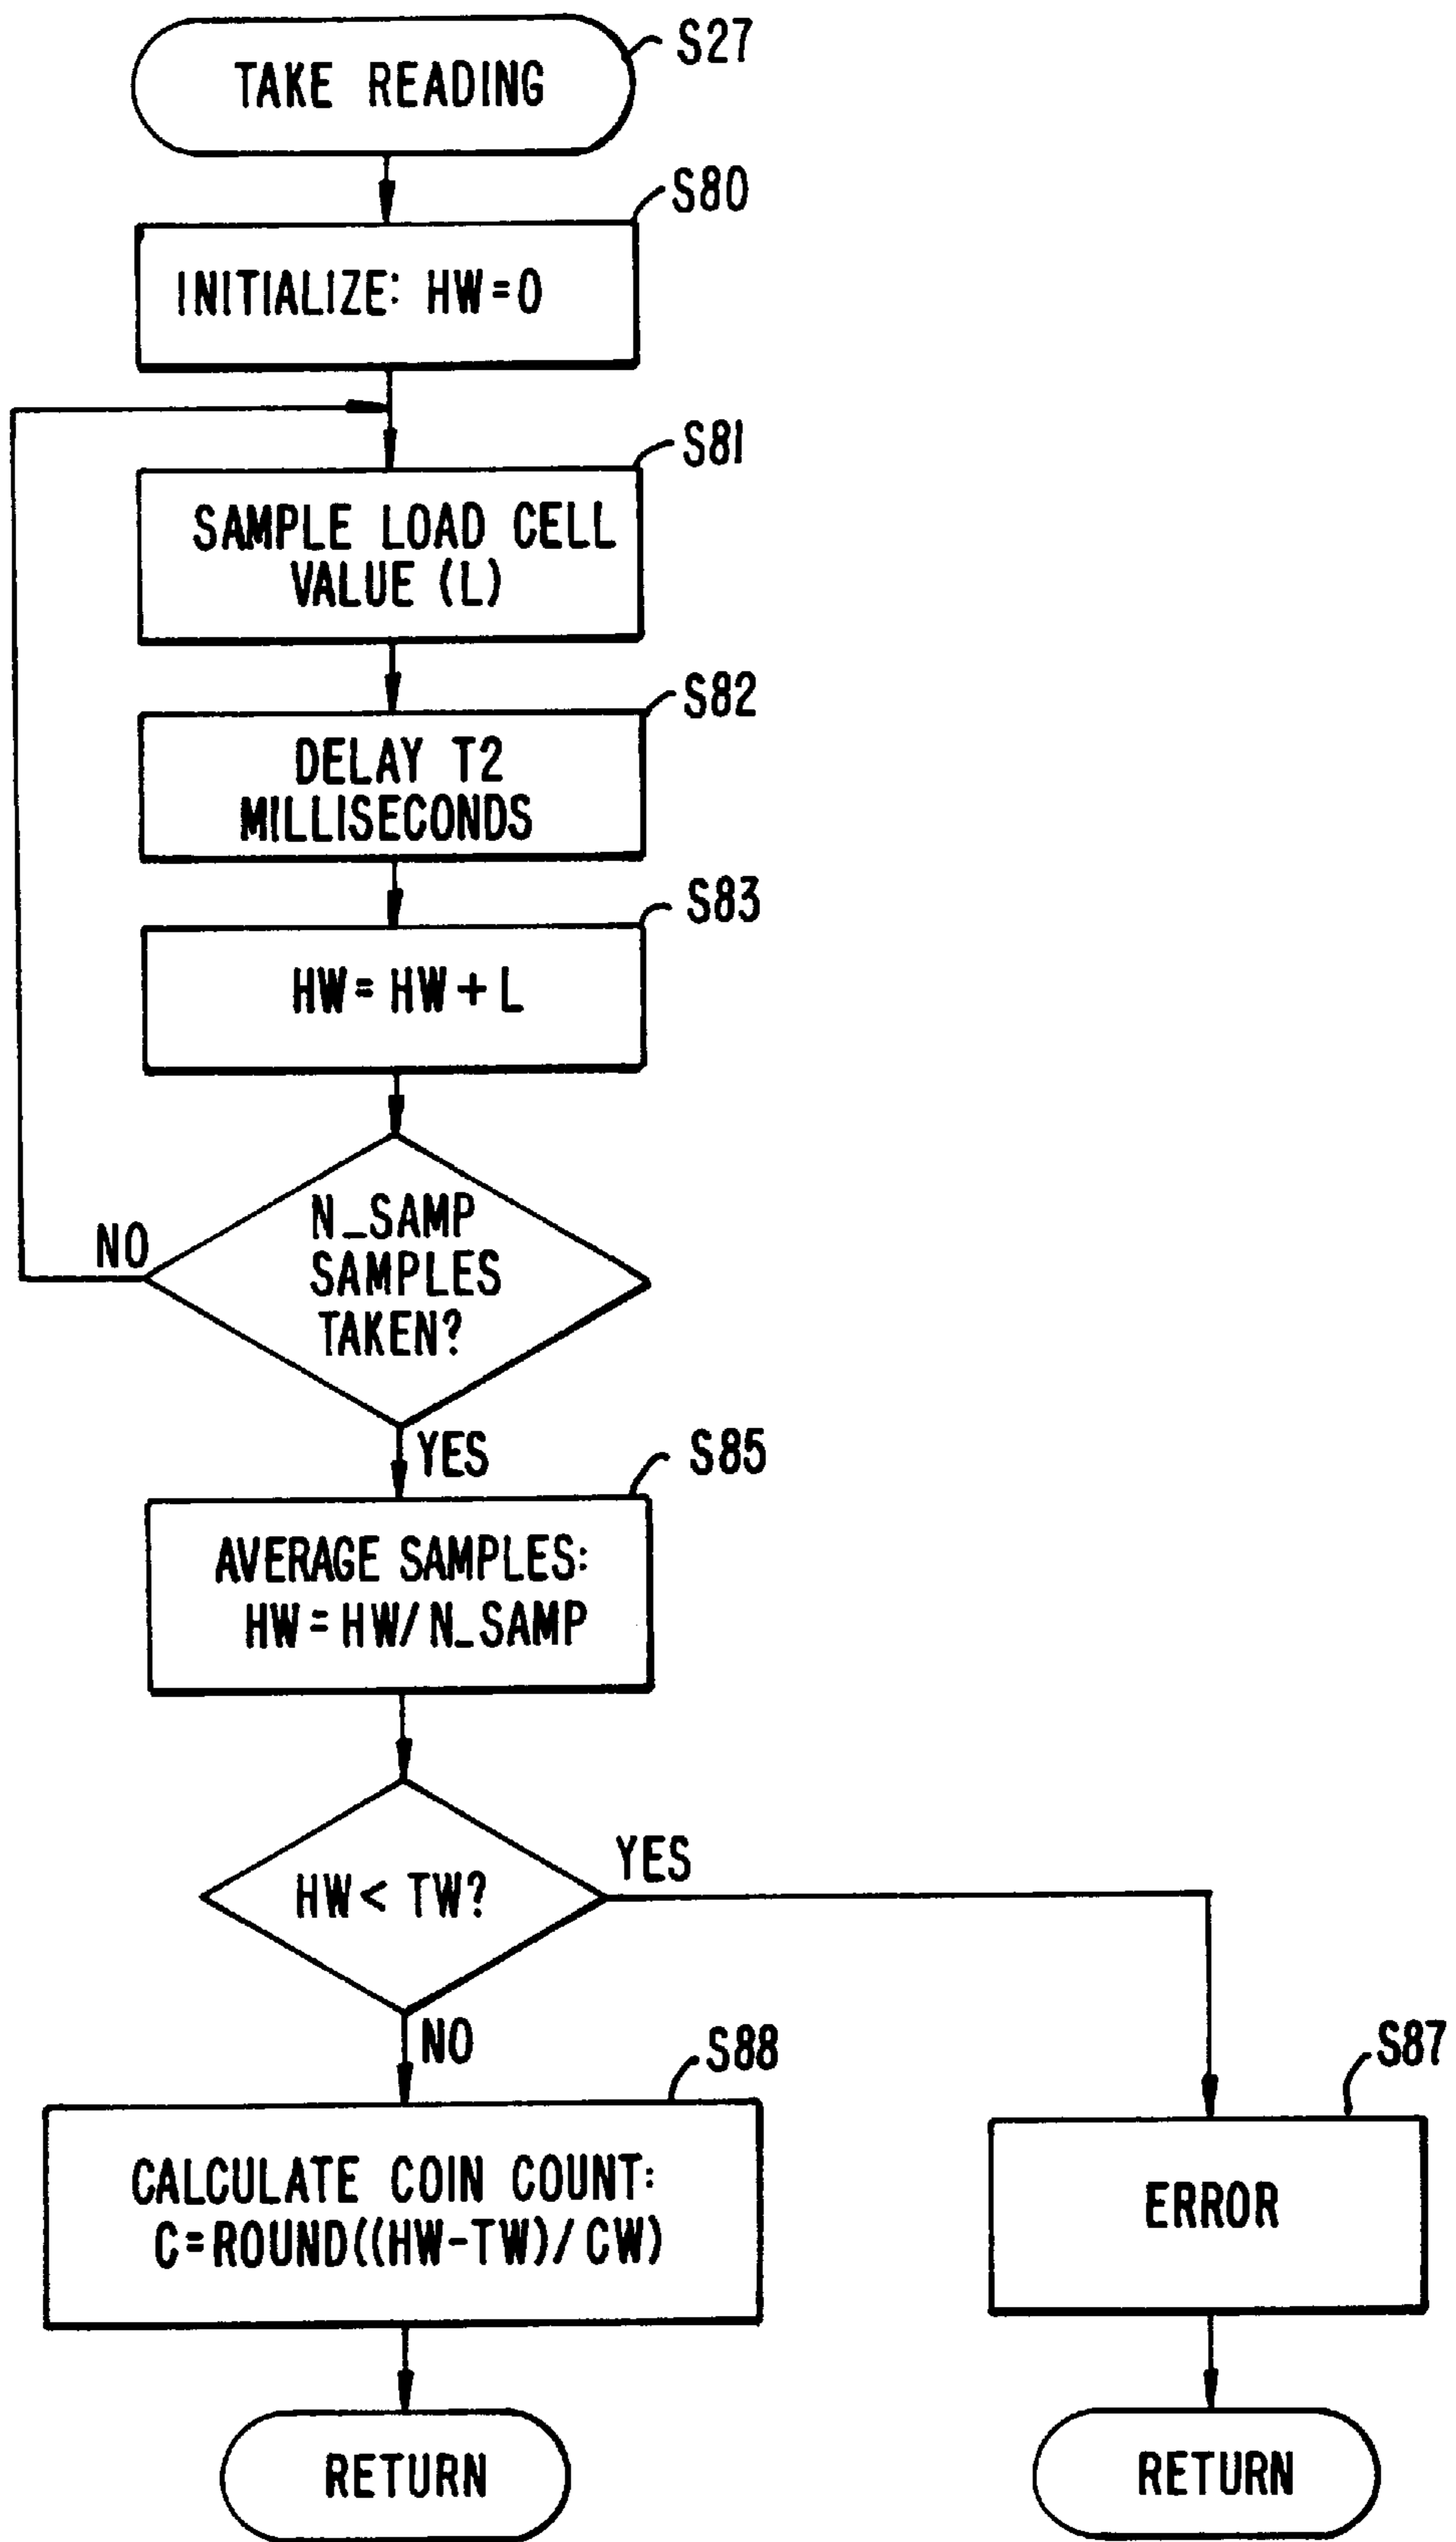 S27
TAKE READING
S80
INITIALIZE: HW=0
S81
SAMPLE LOAD CELL
VALUE (L)
S82
DELAY T2
MILLISECONDS
S83
HW=HW+L
N_SAMP
SAMPLES
TAKEN?
NO
YES
S85
AVERAGE SAMPLES:
HW=HW/N_SAMP
HW< TW?
YES
NO
S88
CALCULATE COIN COUNT:
C=ROUND((HW-TW)/CW)
S87
ERROR
RETURN
RETURN